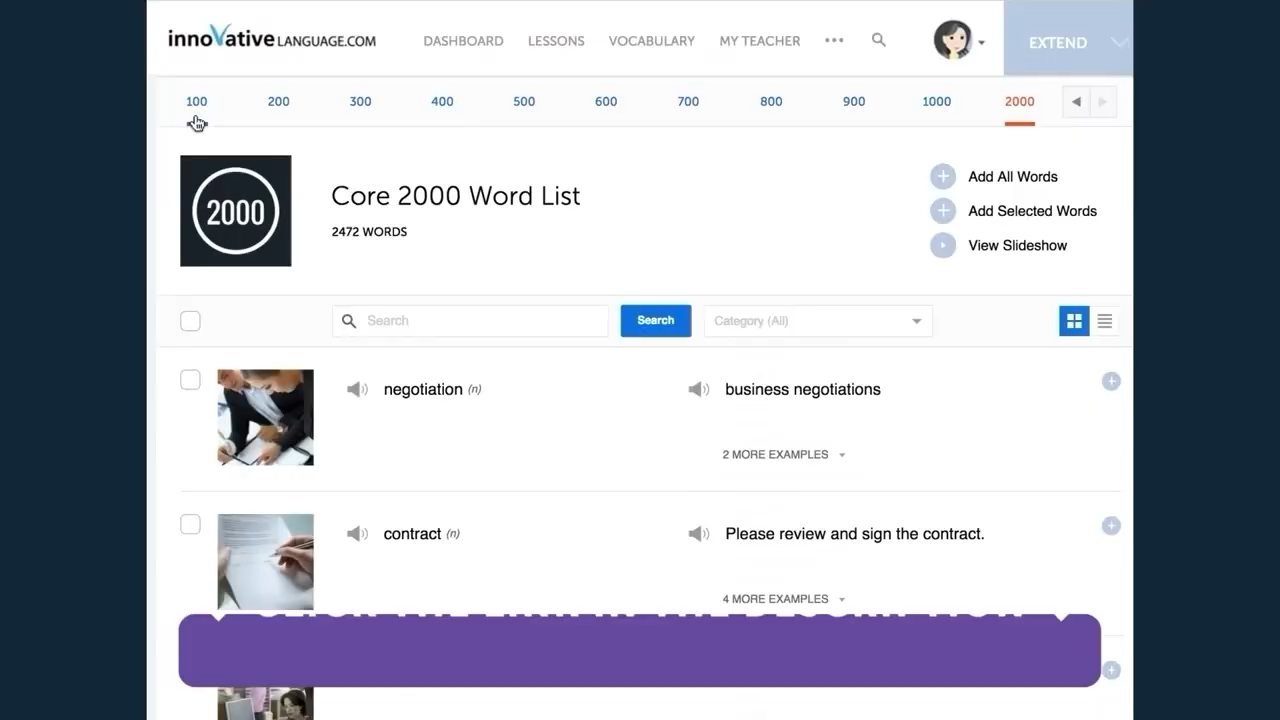 innoVative LANGUAGE.COM
DASHBOARD LESSONS VOCABULARY MY TEACHER ••• EXTEND
100 200 300 400 500 600 700 800 900 1000 2000
2000
Core 2000 Word List
2472 WORDS
Add All Words
Add Selected Words
View Slideshow
Search Search Category (All)
negotiation (n) business negotiations
2 MORE EXAMPLES
contract (n) Please review and sign the contract.
4 MORE EXAMPLES